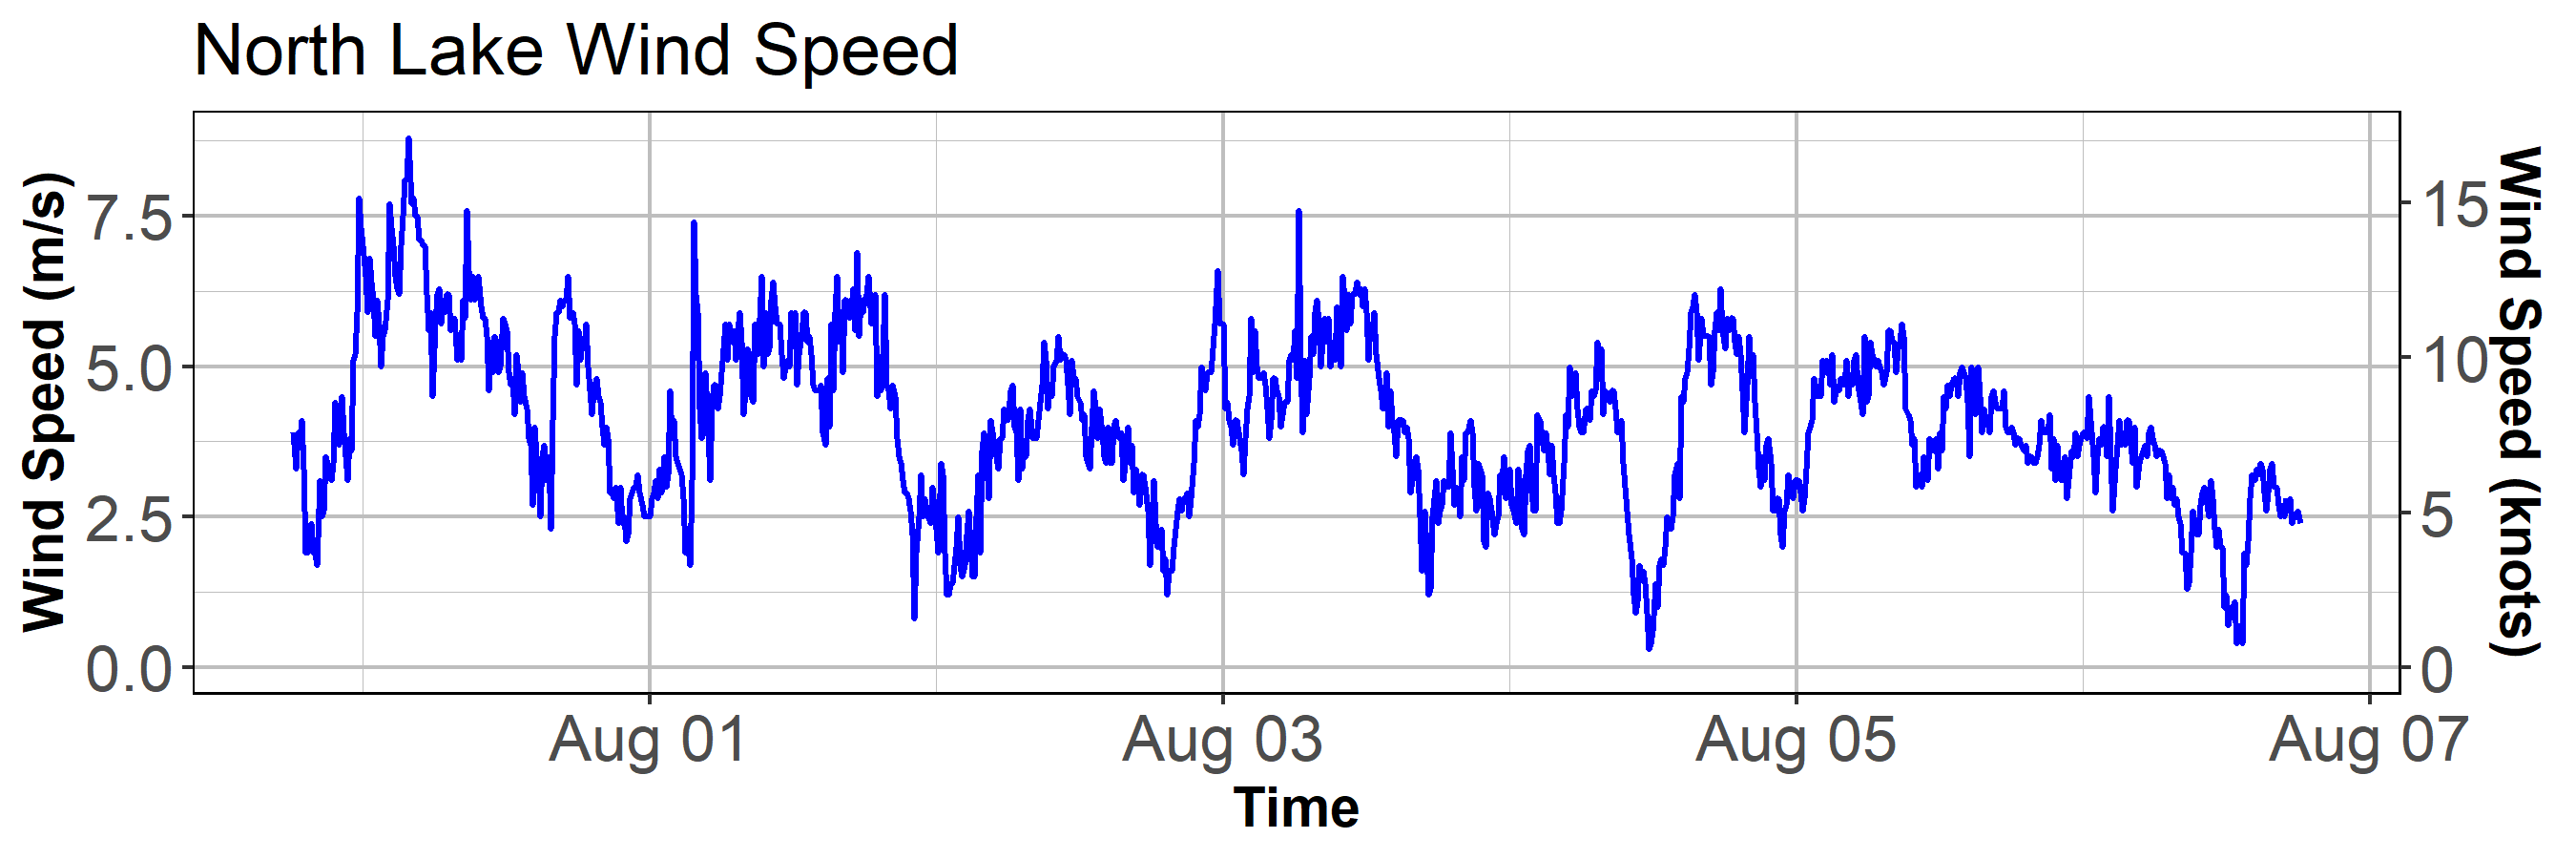 North Lake Wind Speed
Wind Speed (m/s)
7.5
5.0
2.5
0.0
15
10
5
0
Wind Speed (knots)
Aug 01 Aug 03 Aug 05 Aug 07
Time